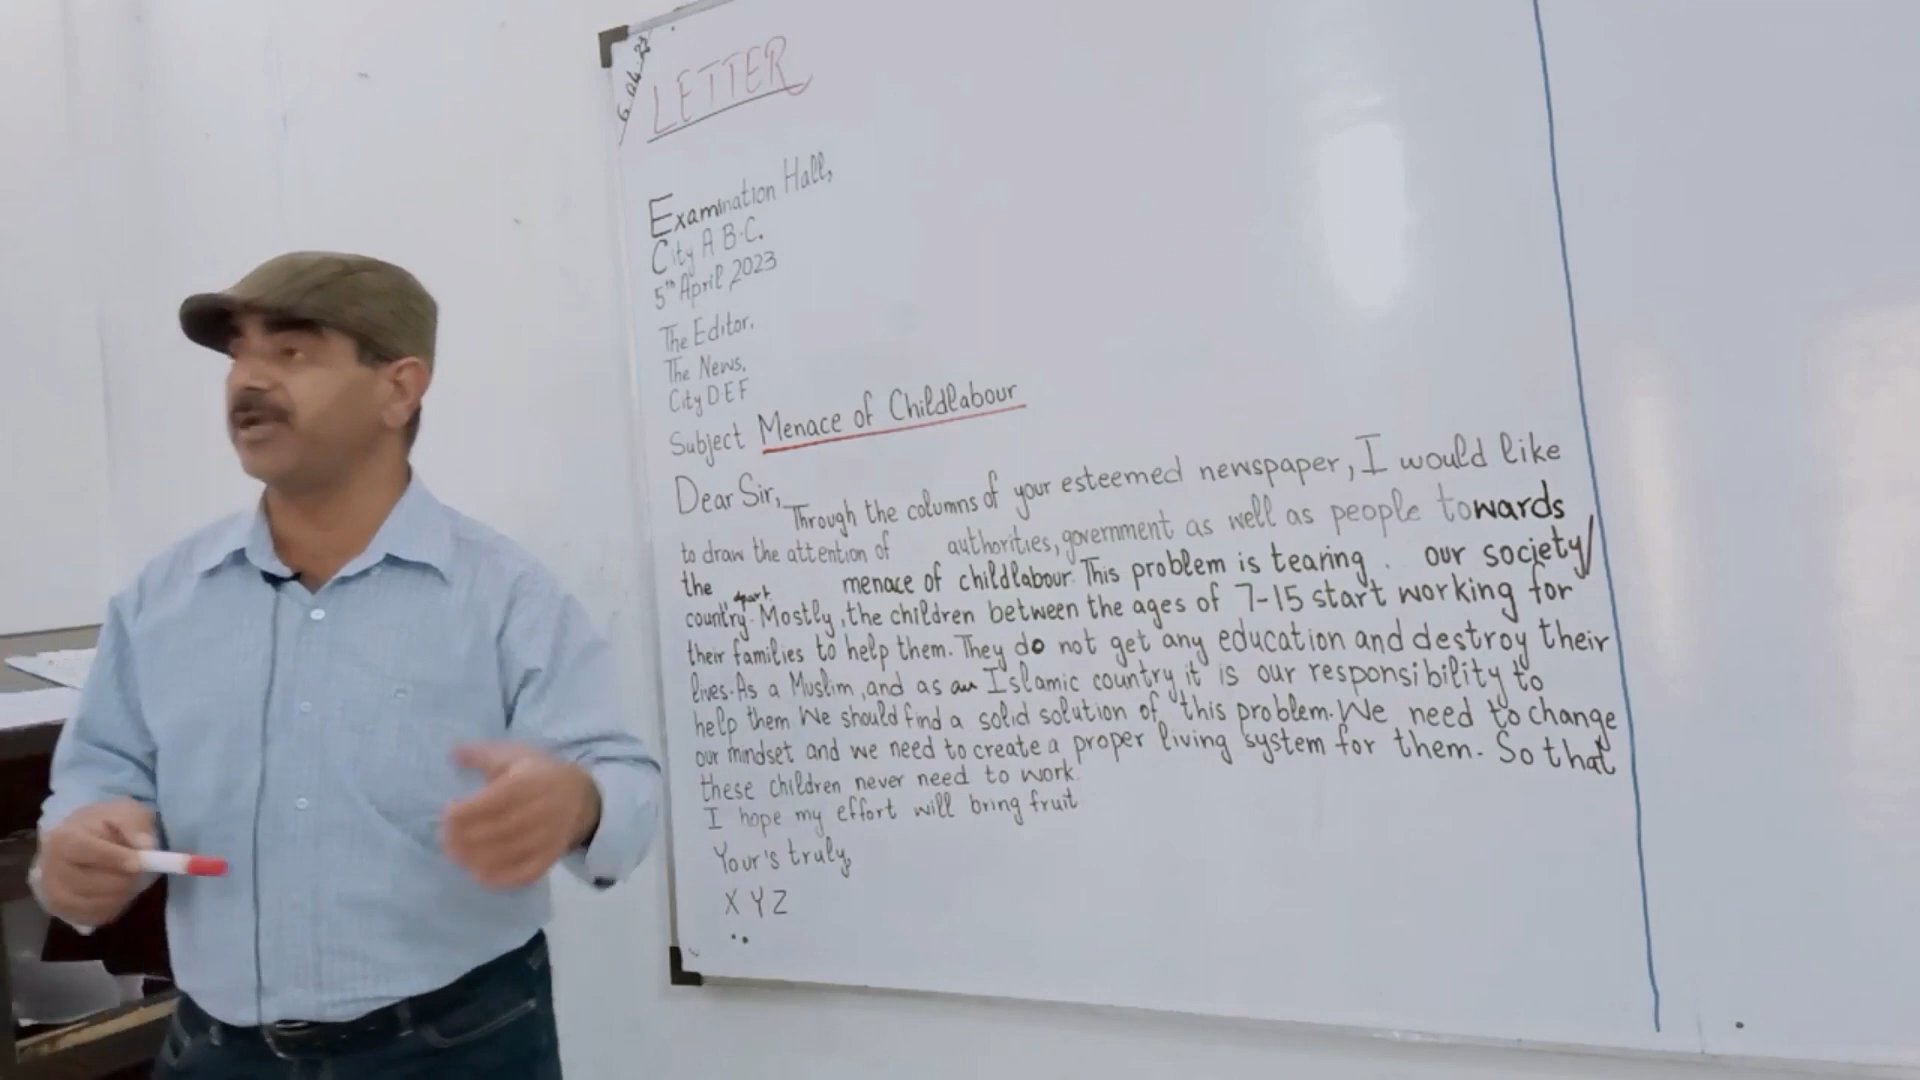 LETTER
Examination Hall,
City A B.C.
5th April 2023
The Editor,
The News,
City DEF
Subject Menace of Childlabour
Dear Sir,
Through the columns of your esteemed newspaper, I would like
to draw the attention of authorities, government as well as people towards
the menace of childlabour. This problem is tearing . our society/
apart
country. Mostly, the children between the ages of 7-15 start working for
their families to help them. They do not get any education and destroy their
lives. As a Muslim, and as an Islamic country it is our responsibility to
help them We should find a solid solution of this problem. We need to change
our mindset and we need to create a proper living system for them. So that
these children never need to work.
I hope my effort will bring fruit
Your's truly,
X Y Z